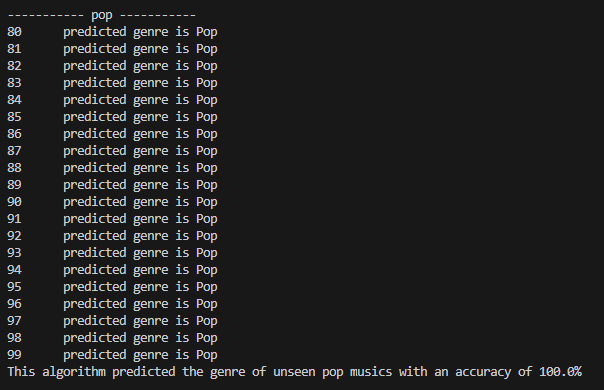 ----------- pop -----------
80 predicted genre is Pop
81 predicted genre is Pop
82 predicted genre is Pop
83 predicted genre is Pop
84 predicted genre is Pop
85 predicted genre is Pop
86 predicted genre is Pop
87 predicted genre is Pop
88 predicted genre is Pop
89 predicted genre is Pop
90 predicted genre is Pop
91 predicted genre is Pop
92 predicted genre is Pop
93 predicted genre is Pop
94 predicted genre is Pop
95 predicted genre is Pop
96 predicted genre is Pop
97 predicted genre is Pop
98 predicted genre is Pop
99 predicted genre is Pop
This algorithm predicted the genre of unseen pop musics with an accuracy of 100.0%